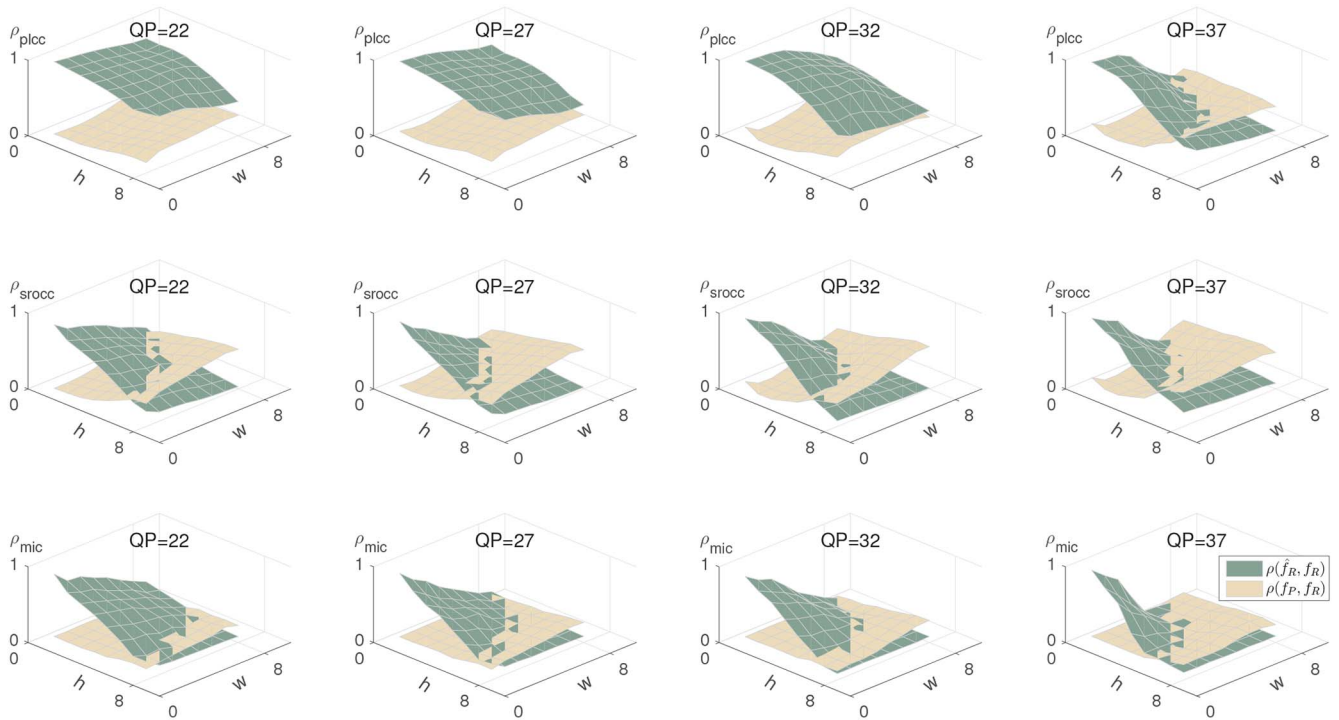 ρplcc QP=22
1
0
0
h 8 w 8
0
ρplcc QP=27
1
0
0
h 8 w 8
0
ρplcc QP=32
1
0
0
h 8 w 8
0
ρplcc QP=37
1
0
0
h 8 w 8
0
ρsrocc QP=22
1
0
0
h 8 w 8
0
ρsrocc QP=27
1
0
0
h 8 w 8
0
ρsrocc QP=32
1
0
0
h 8 w 8
0
ρsrocc QP=37
1
0
0
h 8 w 8
0
ρmic QP=22
1
0
0
h 8 w 8
0
ρmic QP=27
1
0
0
h 8 w 8
0
ρmic QP=32
1
0
0
h 8 w 8
0
ρmic QP=37
1
0
0
h 8 w 8
0
ρ(f̂_R, f_R)
ρ(f_P, f_R)